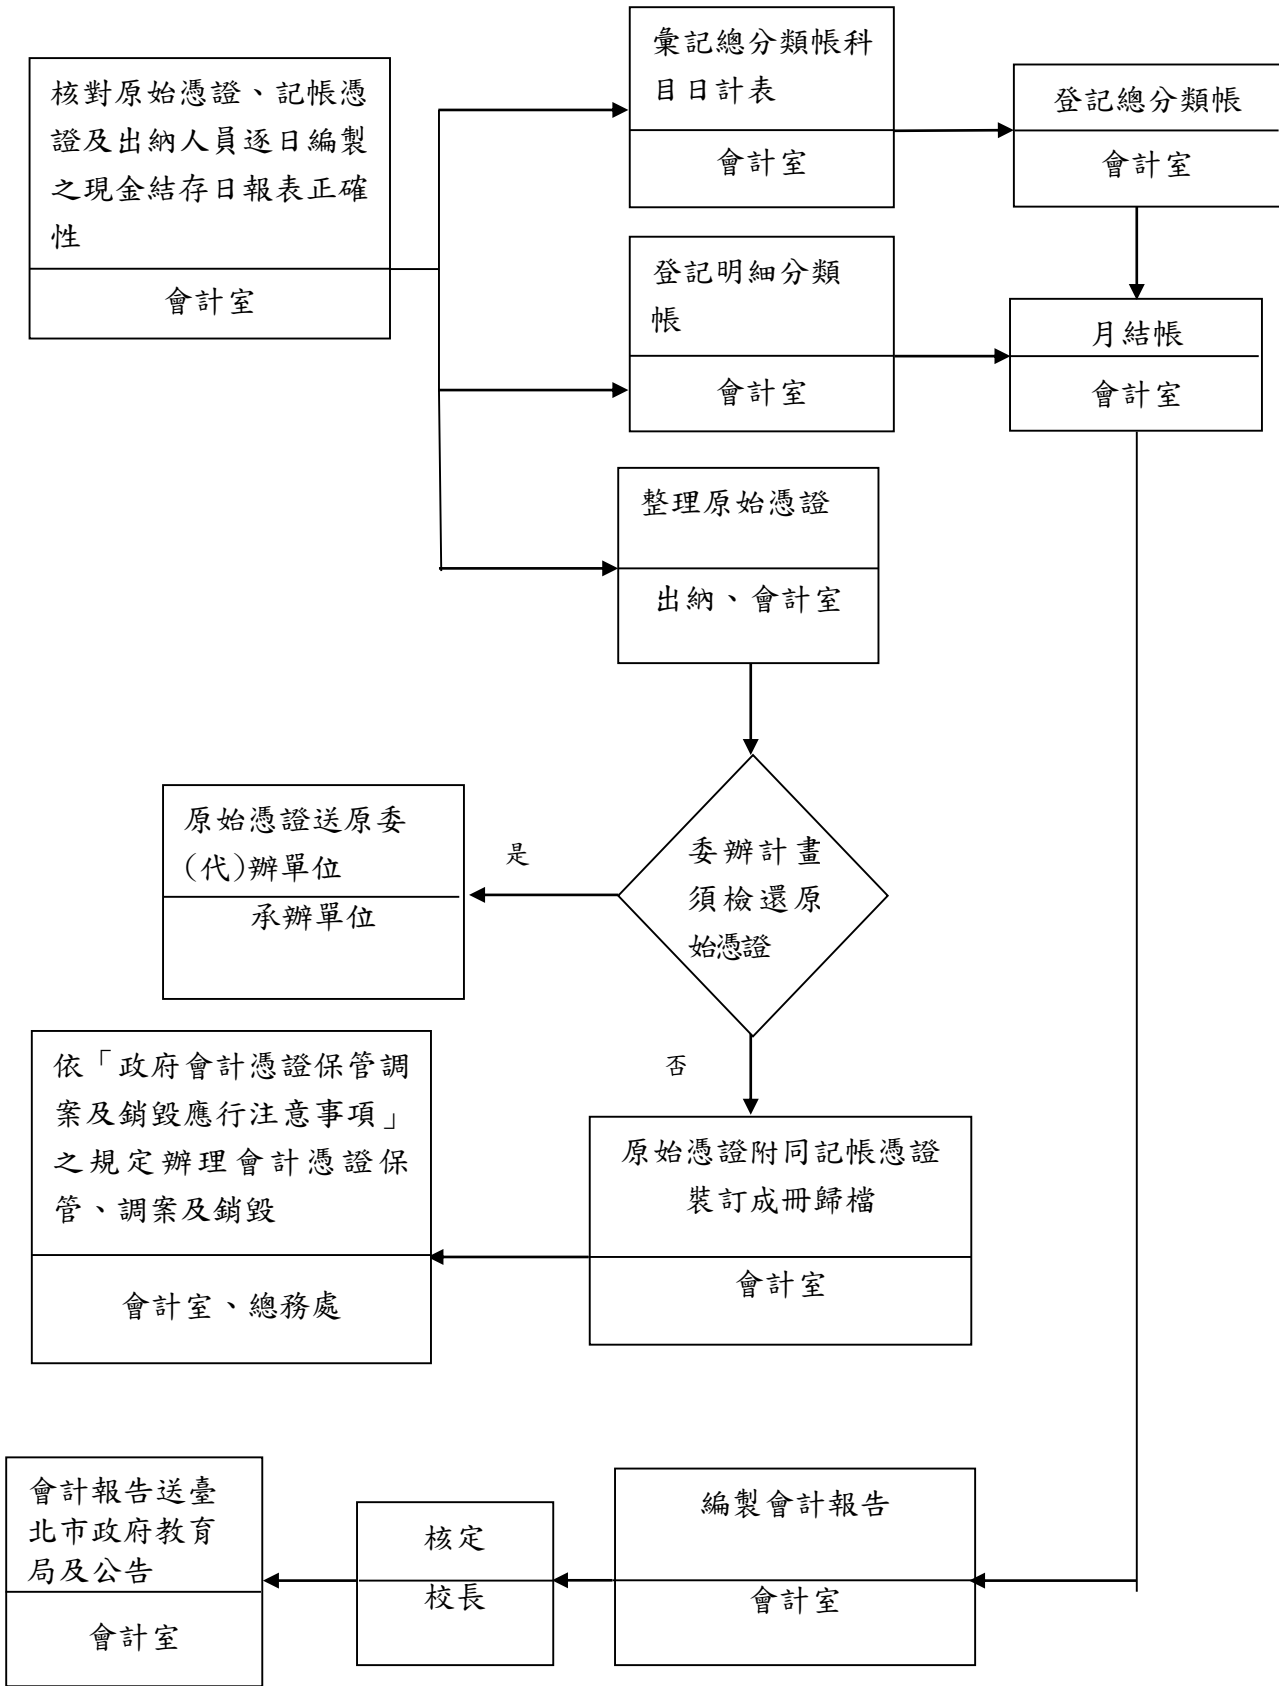 核對原始憑證、記帳憑
證及出納人員逐日編製
之現金結存日報表正確
性
會計室
彙記總分類帳科
目日計表
會計室
登記總分類帳
會計室
登記明細分類
帳
會計室
月結帳
會計室
整理原始憑證
出納、會計室
委辦計畫
須檢還原
始憑證
是
原始憑證送原委
(代)辦單位
承辦單位
否
原始憑證附同記帳憑證
裝訂成冊歸檔
會計室
依「政府會計憑證保管調
案及銷毀應行注意事項」
之規定辦理會計憑證保
管、調案及銷毀
會計室、總務處
編製會計報告
會計室
核定
校長
會計報告送臺
北市政府教育
局及公告
會計室